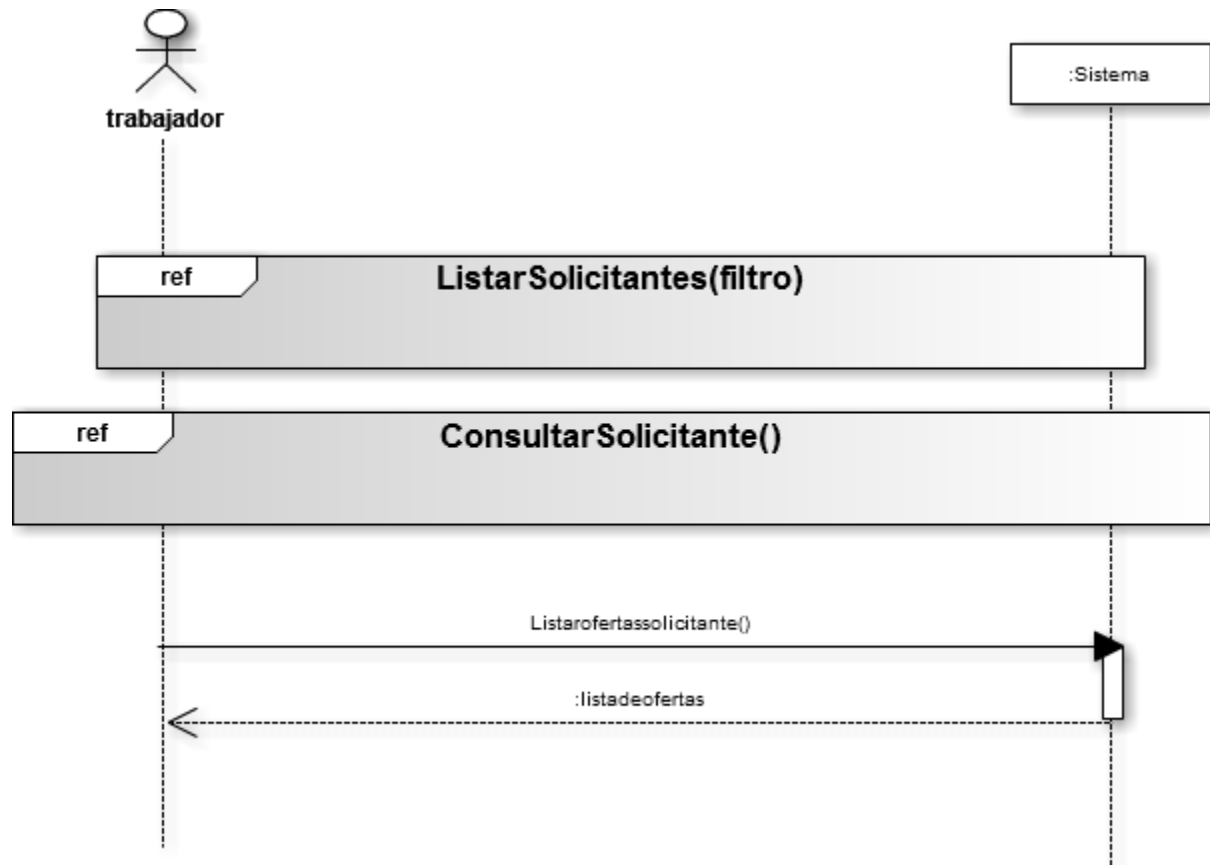 trabajador
:Sistema
ref
ListarSolicitantes(filtro)
ref
ConsultarSolicitante()
Listarofertassolicitante()
:listadeofertas